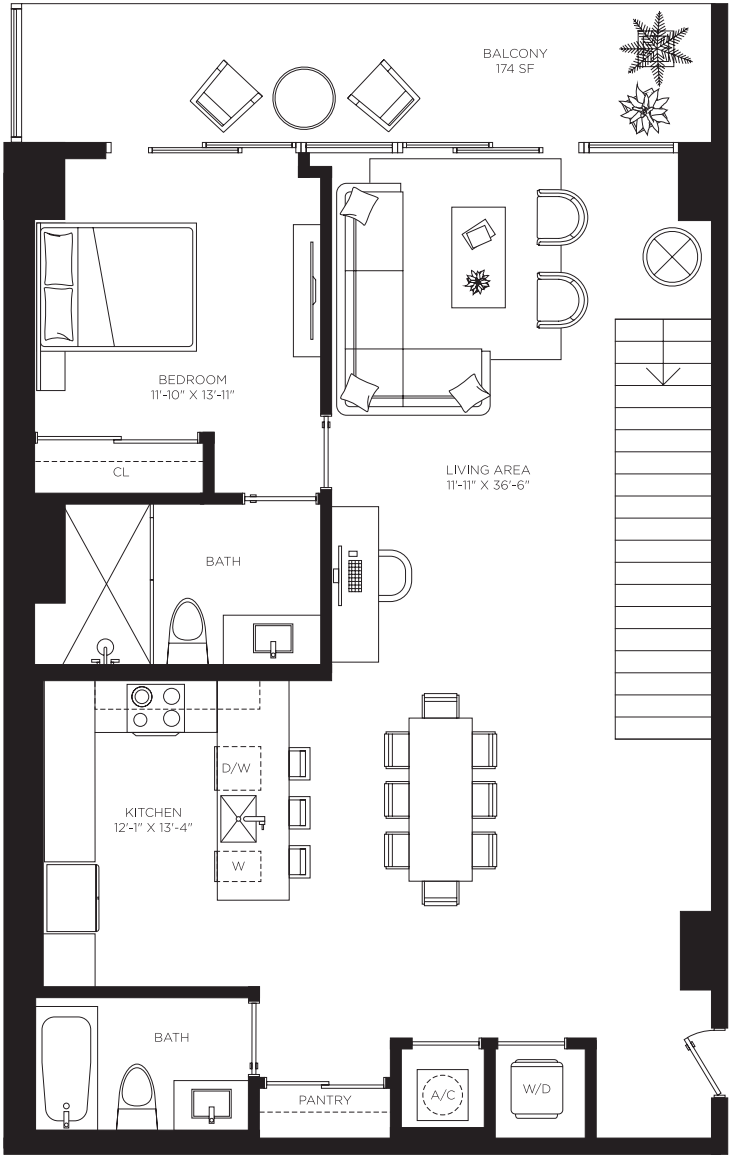 BALCONY
174 SF
BEDROOM
11'-10" X 13'-11"
CL
LIVING AREA
11'-11" X 36'-6"
BATH
D/W
KITCHEN
12'-1" X 13'-4"
W
BATH
PANTRY
A/C
W/D